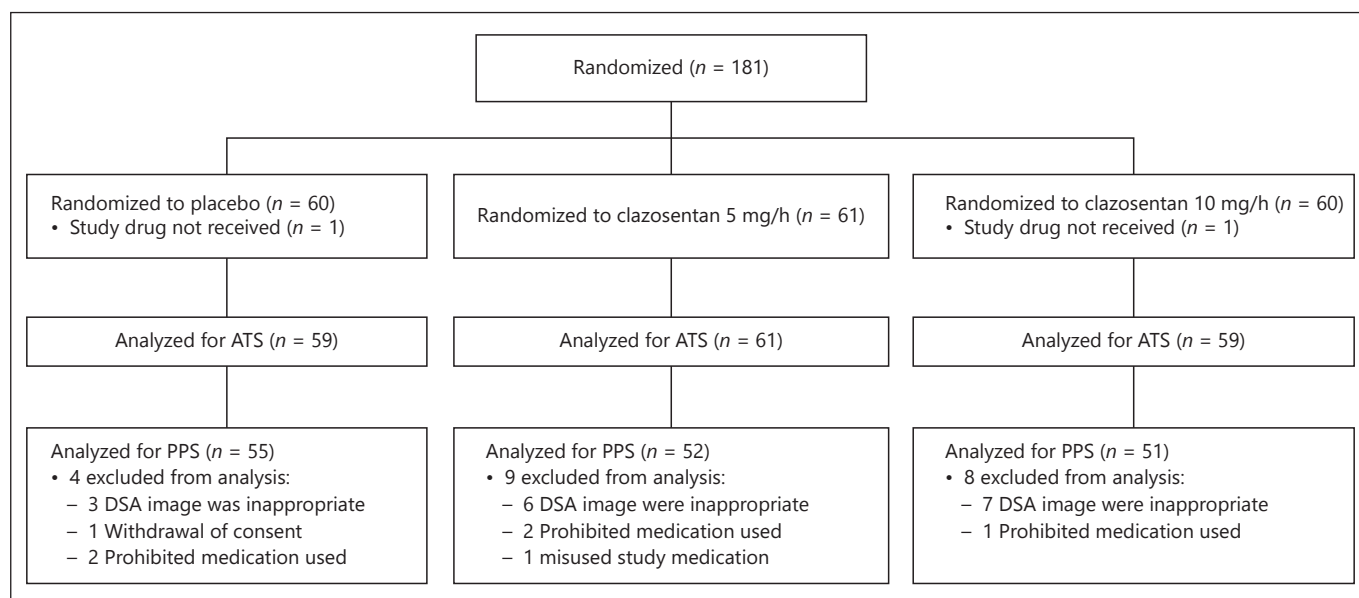 Randomized (n = 181)
Randomized to placebo (n = 60)
• Study drug not received (n = 1)
Randomized to clazosentan 5 mg/h (n = 61)
Randomized to clazosentan 10 mg/h (n = 60)
• Study drug not received (n = 1)
Analyzed for ATS (n = 59)
Analyzed for ATS (n = 61)
Analyzed for ATS (n = 59)
Analyzed for PPS (n = 55)
• 4 excluded from analysis:
– 3 DSA image was inappropriate
– 1 Withdrawal of consent
– 2 Prohibited medication used
Analyzed for PPS (n = 52)
• 9 excluded from analysis:
– 6 DSA image were inappropriate
– 2 Prohibited medication used
– 1 misused study medication
Analyzed for PPS (n = 51)
• 8 excluded from analysis:
– 7 DSA image were inappropriate
– 1 Prohibited medication used